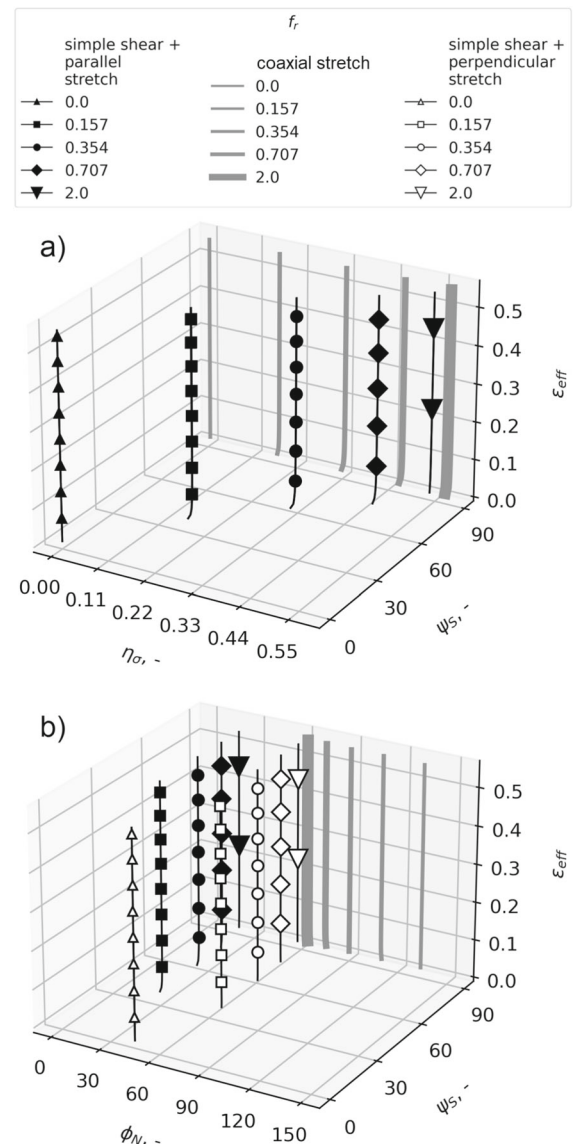 f_r
simple shear +
parallel
stretch
0.0
0.157
0.354
0.707
2.0
coaxial stretch
0.0
0.157
0.354
0.707
2.0
simple shear +
perpendicular
stretch
0.0
0.157
0.354
0.707
2.0
a)
0.5
0.4
0.3
0.2
0.1
0.0
ε_eff
90
60
30
0
ψ_S, -
0.00
0.11
0.22
0.33
0.44
0.55
η_σ, -
b)
0.5
0.4
0.3
0.2
0.1
0.0
ε_eff
90
60
30
0
ψ_S, -
0
30
60
90
120
150
ϕ_N, -